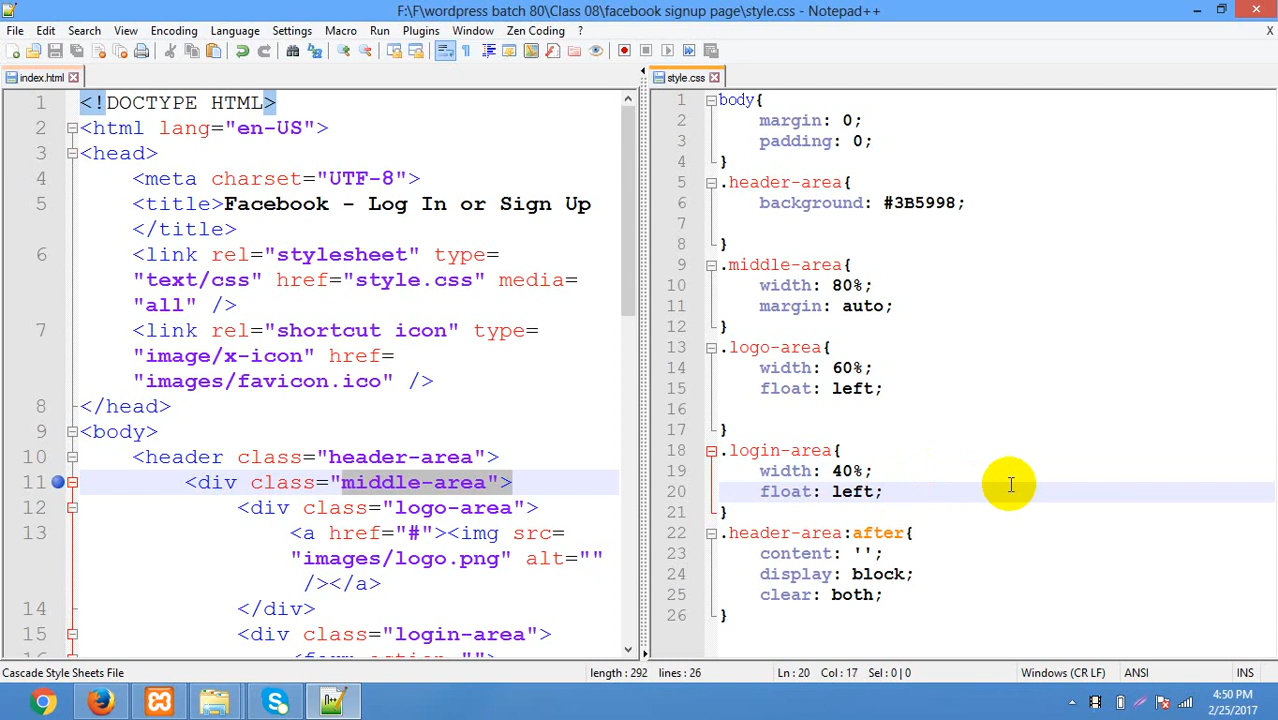 F:\F\wordpress batch 80\Class 08\facebook signup page\style.css - Notepad++
File Edit Search View Encoding Language Settings Macro Run Plugins Window Zen Coding ? X
index.html
style.css
1 <!DOCTYPE HTML>
2 <html lang="en-US">
3 <head>
4 <meta charset="UTF-8">
5 <title>Facebook - Log In or Sign Up
</title>
6 <link rel="stylesheet" type=
"text/css" href="style.css" media=
"all" />
7 <link rel="shortcut icon" type=
"image/x-icon" href=
"images/favicon.ico" />
8 </head>
9 <body>
10 <header class="header-area">
11 <div class="middle-area">
12 <div class="logo-area">
13 <a href="#"><img src=
"images/logo.png" alt=""
/></a>
14 </div>
15 <div class="login-area">
<form action="">
1 body{
2 margin: 0;
3 padding: 0;
4 }
5 .header-area{
6 background: #3B5998;
7
8 }
9 .middle-area{
10 width: 80%;
11 margin: auto;
12 }
13 .logo-area{
14 width: 60%;
15 float: left;
16
17 }
18 .login-area{
19 width: 40%;
20 float: left;
21 }
22 .header-area:after{
23 content: '';
24 display: block;
25 clear: both;
26 }
Cascade Style Sheets File length : 292 lines : 26 Ln : 20 Col : 17 Sel : 0 | 0 Windows (CR LF) ANSI INS
4:50 PM
2/25/2017